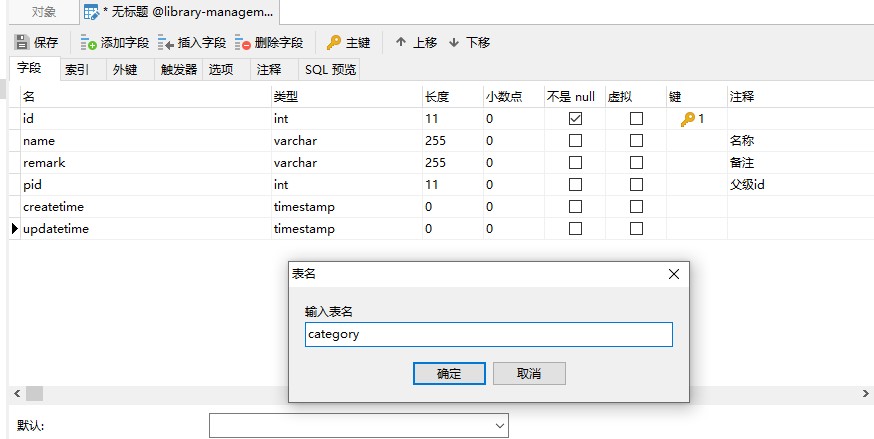 对象
* 无标题 @library-managem...
保存 添加字段 插入字段 删除字段 主键 上移 下移
字段 索引 外键 触发器 选项 注释 SQL 预览
名 类型 长度 小数点 不是 null 虚拟 键 注释
id int 11 0 1
name varchar 255 0 名称
remark varchar 255 0 备注
pid int 11 0 父级id
createtime timestamp 0 0
updatetime timestamp 0 0
表名
输入表名
category
确定 取消
默认: